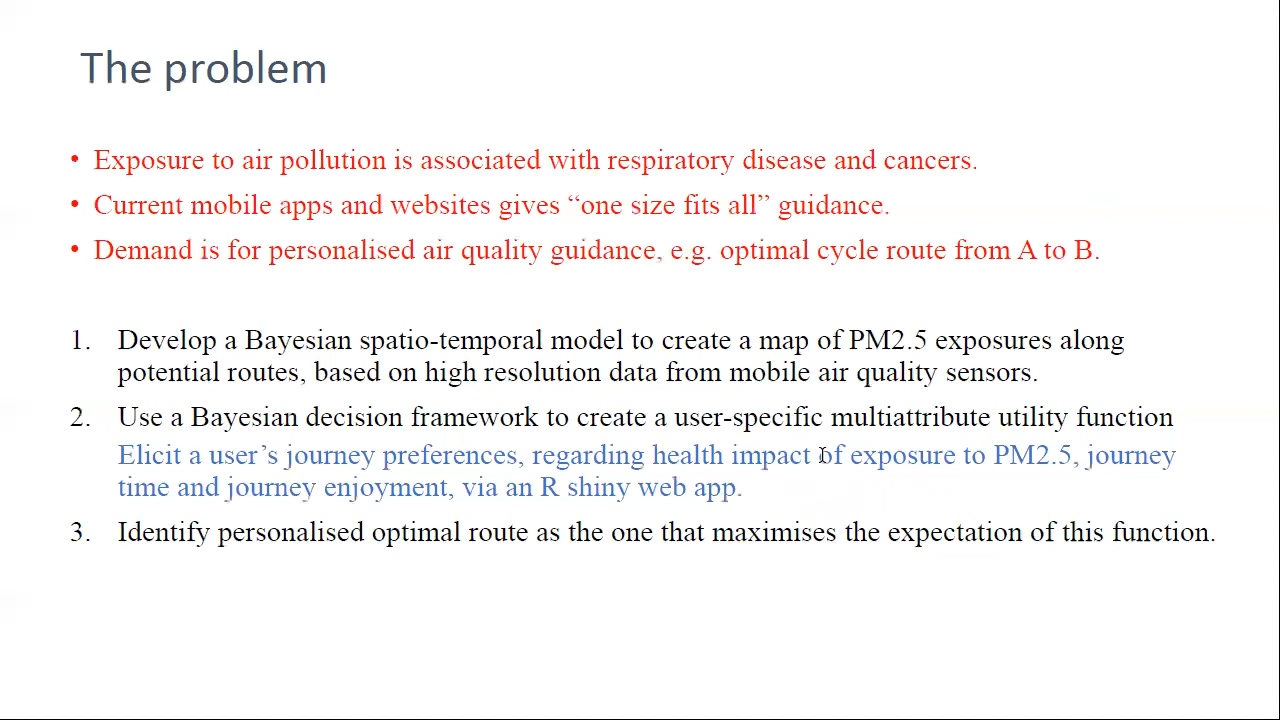 The problem
• Exposure to air pollution is associated with respiratory disease and cancers.
• Current mobile apps and websites gives “one size fits all” guidance.
• Demand is for personalised air quality guidance, e.g. optimal cycle route from A to B.
1. Develop a Bayesian spatio-temporal model to create a map of PM2.5 exposures along
potential routes, based on high resolution data from mobile air quality sensors.
2. Use a Bayesian decision framework to create a user-specific multiattribute utility function
Elicit a user’s journey preferences, regarding health impact of exposure to PM2.5, journey
time and journey enjoyment, via an R shiny web app.
3. Identify personalised optimal route as the one that maximises the expectation of this function.